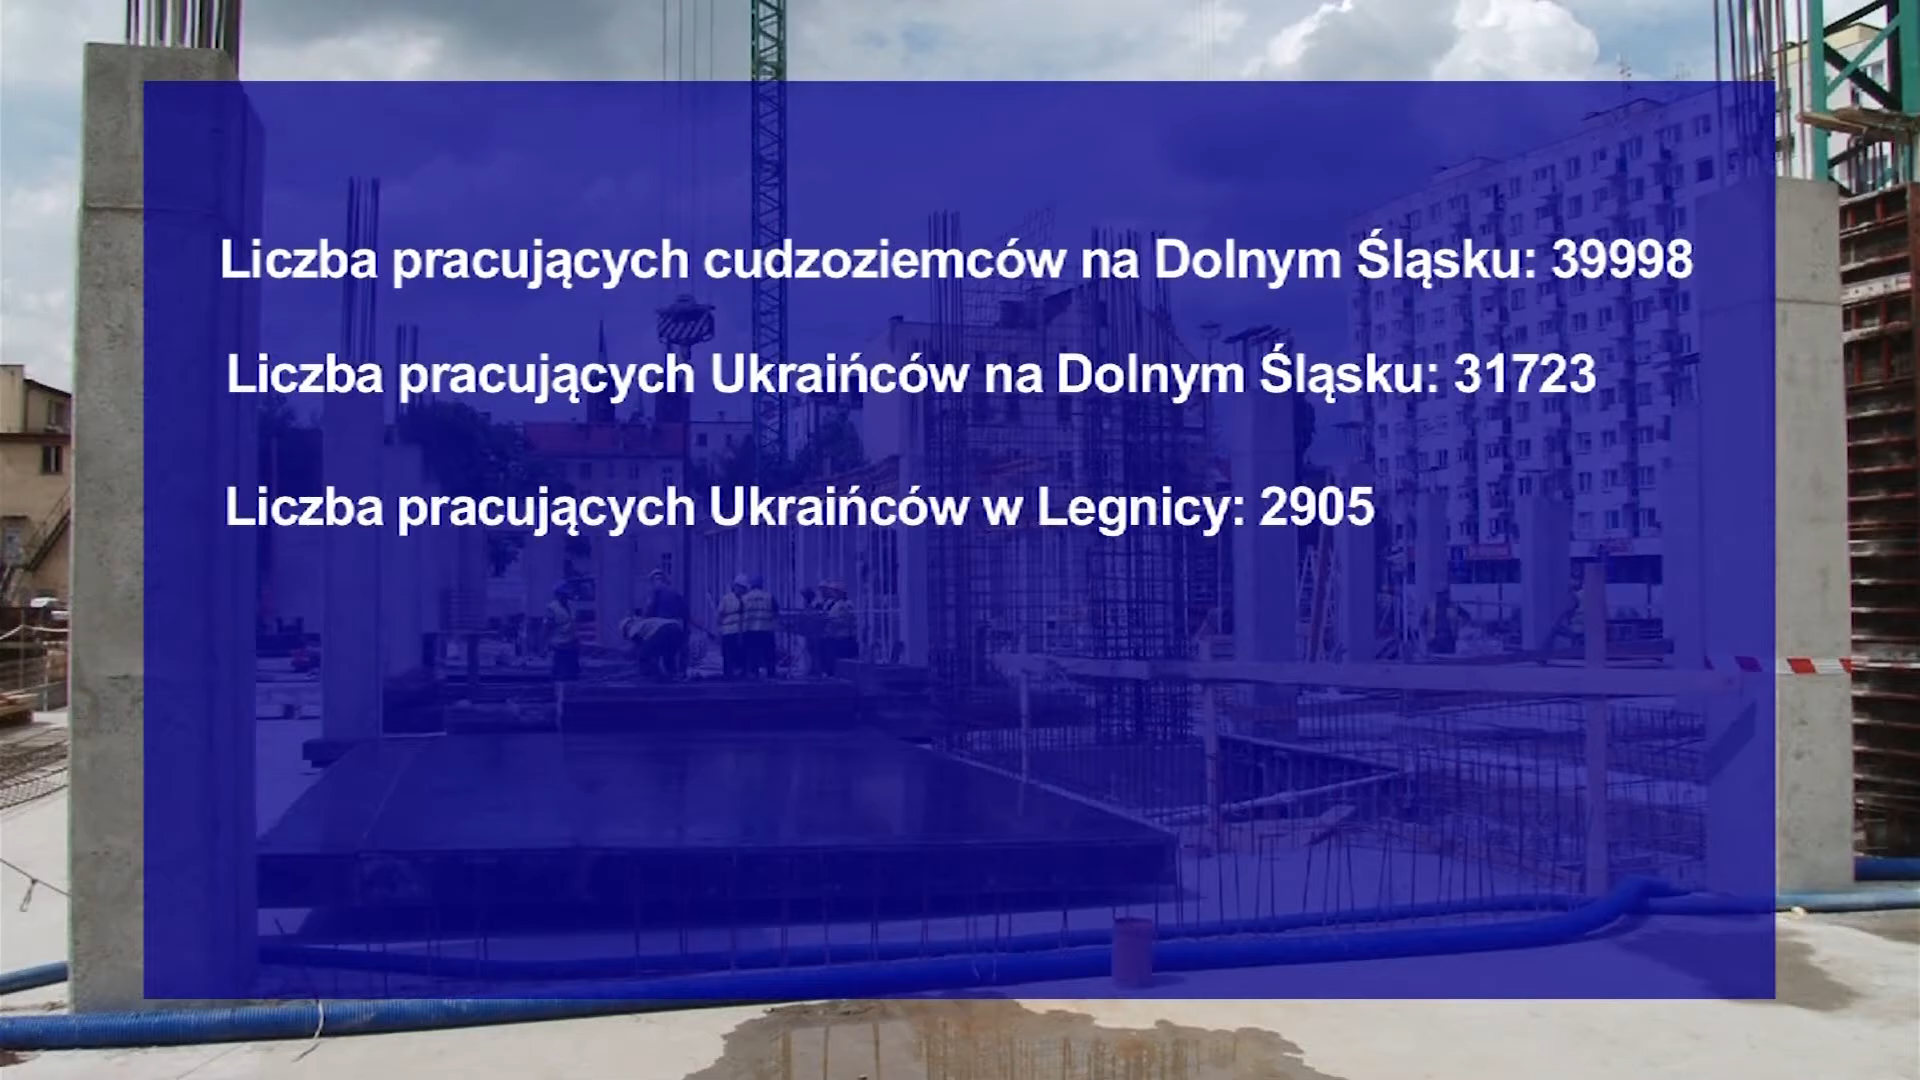 Liczba pracujących cudzoziemców na Dolnym Śląsku: 39998
Liczba pracujących Ukraińców na Dolnym Śląsku: 31723
Liczba pracujących Ukraińców w Legnicy: 2905